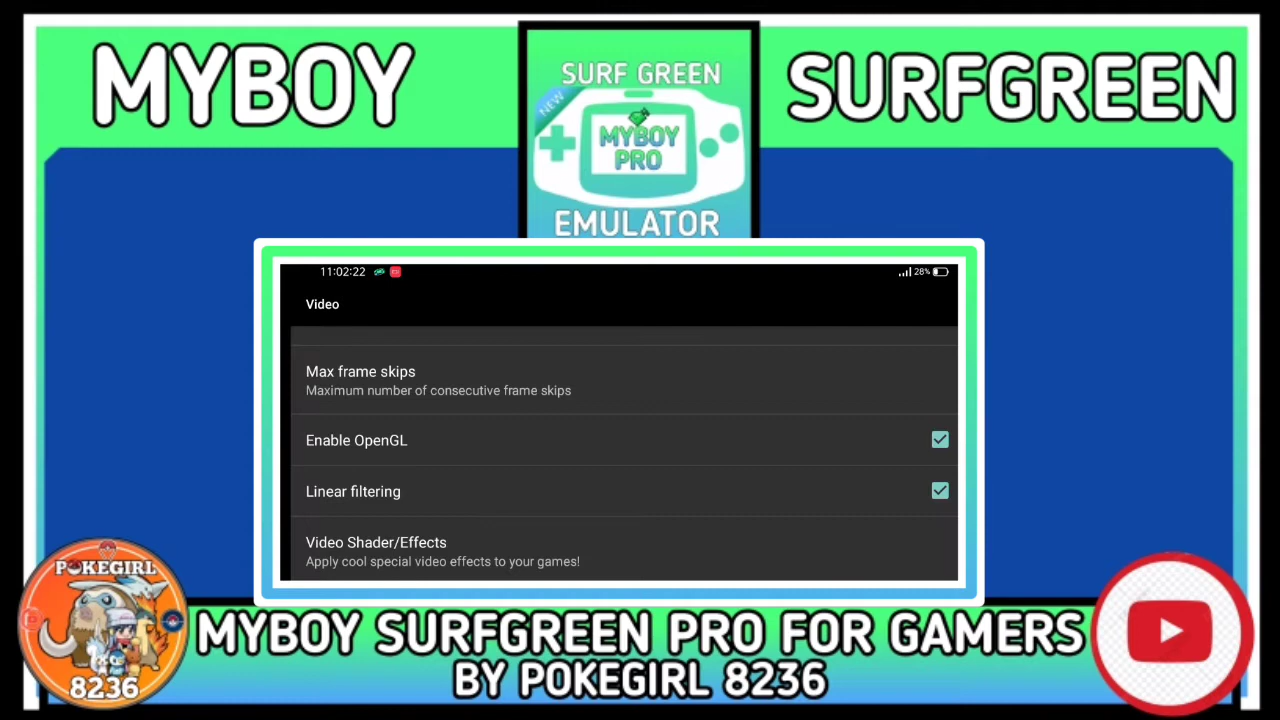 MYBOY
SURF GREEN
NEW
MYBOY
PRO
EMULATOR
SURFGREEN
11:02:22
28%
Video
Max frame skips
Maximum number of consecutive frame skips
Enable OpenGL
Linear filtering
Video Shader/Effects
Apply cool special video effects to your games!
POKEGIRL
8236
MYBOY SURFGREEN PRO FOR GAMERS
BY POKEGIRL 8236